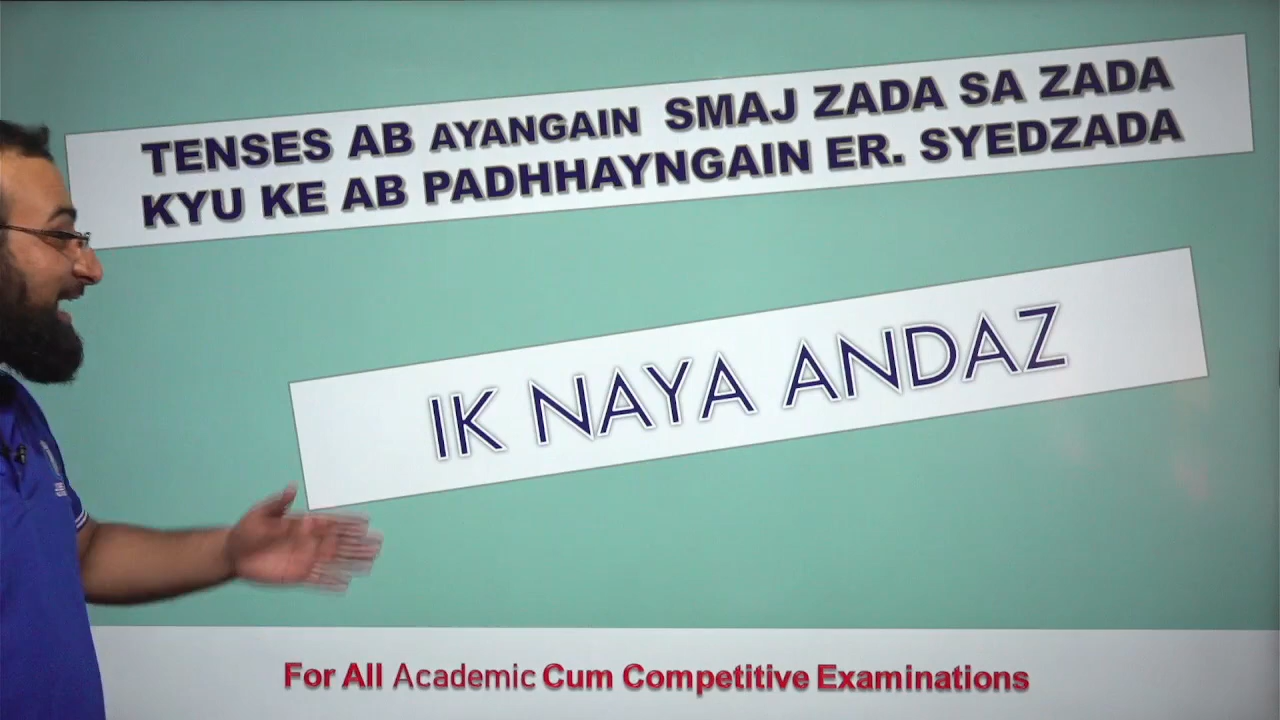 TENSES AB AYANGAIN SMAJ ZADA SA ZADA
KYU KE AB PADHHAYNGAIN ER. SYEDZADA
IK NAYA ANDAZ
For All Academic Cum Competitive Examinations